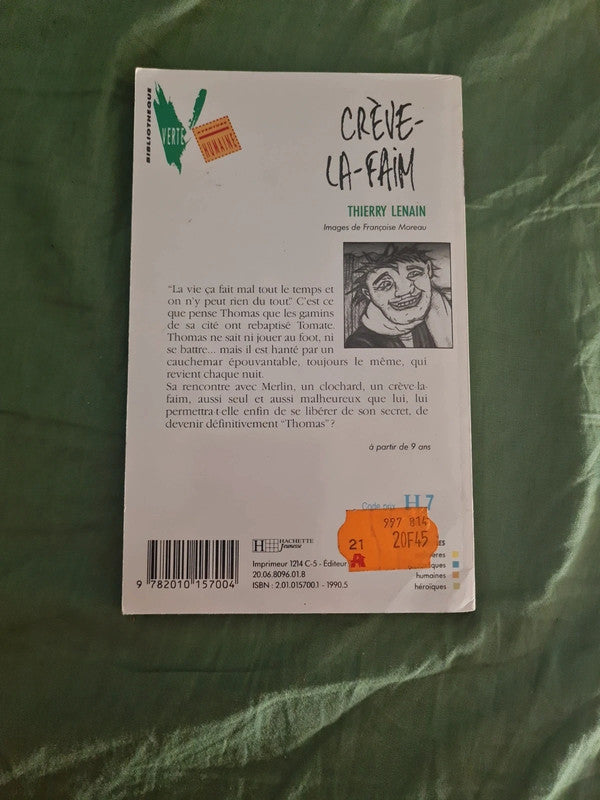 BIBLIOTHEQUE
VERTE
AVENTURE
HUMAINE
CRÈVE-
LA-FAIM
THIERRY LENAIN
Images de Françoise Moreau
"La vie ça fait mal tout le temps et
on n'y peut rien du tout." C'est ce
que pense Thomas que les gamins
de sa cité ont rebaptisé Tomate.
Thomas ne sait ni jouer au foot, ni
se battre... mais il est hanté par un
cauchemar épouvantable, toujours le même, qui
revient chaque nuit.
Sa rencontre avec Merlin, un clochard, un crève-la-
faim, aussi seul et aussi malheureux que lui, lui
permettra-t-elle enfin de se libérer de son secret, de
devenir définitivement "Thomas" ?
à partir de 9 ans
Code prix H7
997 814
21 20F45
HACHETTE
Jeunesse
Imprimeur 1214 C-5 - Éditeur
20.06.8096.01.8
ISBN : 2.01.015700.1 - 1990.5
humaines
héroïques
9 782010 157004